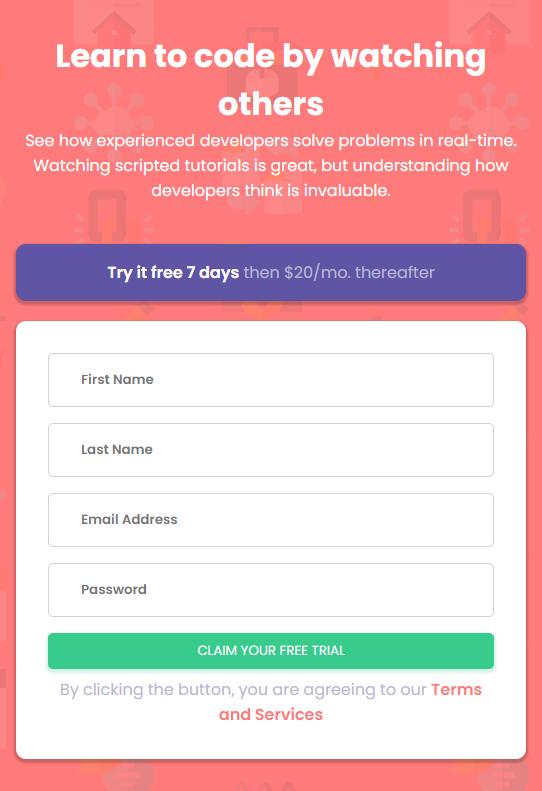 Learn to code by watching
others
See how experienced developers solve problems in real-time.
Watching scripted tutorials is great, but understanding how
developers think is invaluable.
Try it free 7 days then $20/mo. thereafter
First Name
Last Name
Email Address
Password
CLAIM YOUR FREE TRIAL
By clicking the button, you are agreeing to our Terms
and Services